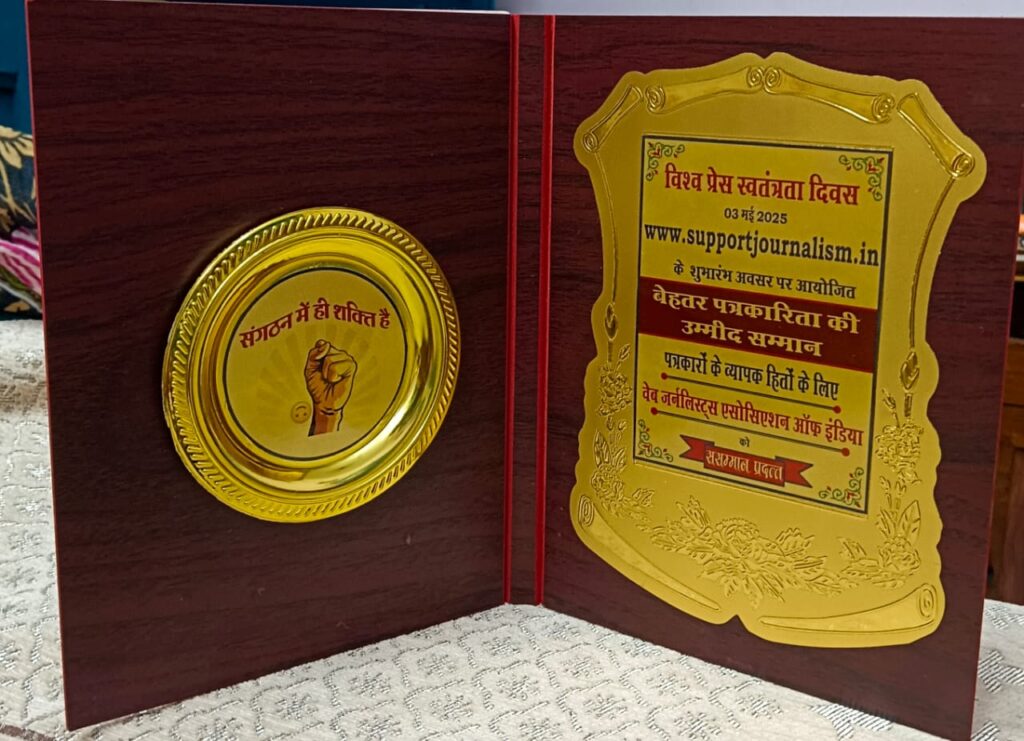 संगठन में ही शक्ति है
विश्व प्रेस स्वतंत्रता दिवस
03 मई 2025
www.supportjournalism.in
के शुभारंभ अवसर पर आयोजित
बेहतर पत्रकारिता की
उम्मीद सम्मान
पत्रकारों के व्यापक हितों के लिए
वेब जर्नलिस्ट्स एसोसिएशन ऑफ इंडिया
को
ससम्मान प्रदत्त